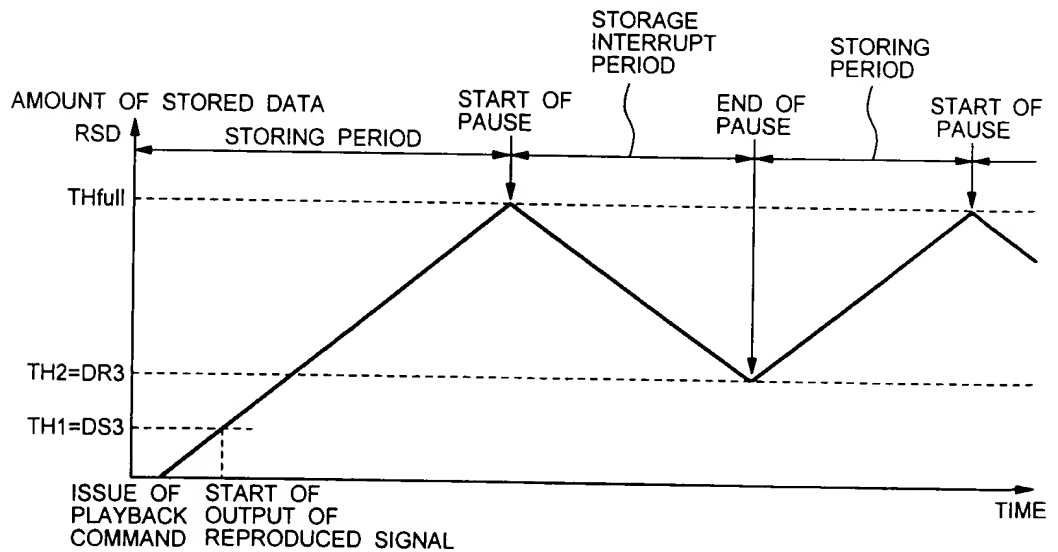 STORAGE
INTERRUPT
PERIOD
STORING
PERIOD
AMOUNT OF STORED DATA
RSD
STORING PERIOD
START OF
PAUSE
END OF
PAUSE
START OF
PAUSE
THfull
TH2=DR3
TH1=DS3
ISSUE OF
PLAYBACK
COMMAND
START OF
OUTPUT OF
REPRODUCED SIGNAL
TIME